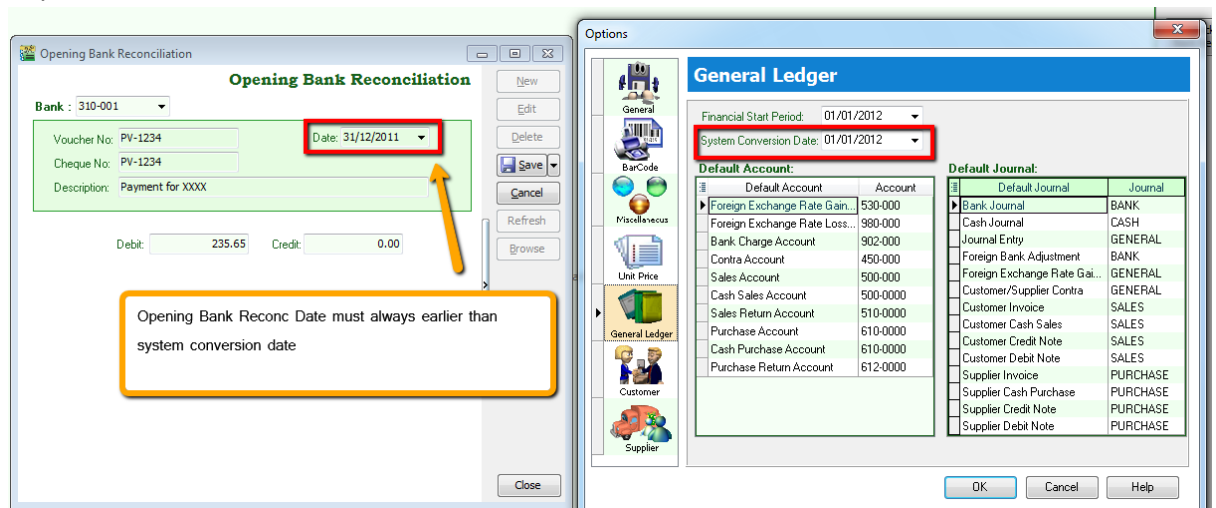 Opening Bank Reconciliation
Opening Bank Reconciliation
Bank : 310-001
Voucher No: PV-1234 Date: 31/12/2011
Cheque No: PV-1234
Description: Payment for XXXX
Debit: 235.65 Credit: 0.00
New
Edit
Delete
Save
Cancel
Refresh
Browse
Opening Bank Reconc Date must always earlier than
system conversion date
Close
Options
General
BarCode
Miscellaneous
Unit Price
General Ledger
Customer
Supplier
General Ledger
Financial Start Period: 01/01/2012
System Conversion Date: 01/01/2012
Default Account:
Default Account Account
Foreign Exchange Rate Gain... 530-000
Foreign Exchange Rate Loss... 980-000
Bank Charge Account 902-000
Contra Account 450-000
Sales Account 500-000
Cash Sales Account 500-0000
Sales Return Account 510-0000
Purchase Account 610-0000
Cash Purchase Account 610-0000
Purchase Return Account 612-0000
Default Journal:
Default Journal Journal
Bank Journal BANK
Cash Journal CASH
Journal Entry GENERAL
Foreign Bank Adjustment BANK
Foreign Exchange Rate Gai... GENERAL
Customer/Supplier Contra GENERAL
Customer Invoice SALES
Customer Cash Sales SALES
Customer Credit Note SALES
Customer Debit Note SALES
Supplier Invoice PURCHASE
Supplier Cash Purchase PURCHASE
Supplier Credit Note PURCHASE
Supplier Debit Note PURCHASE
OK Cancel Help